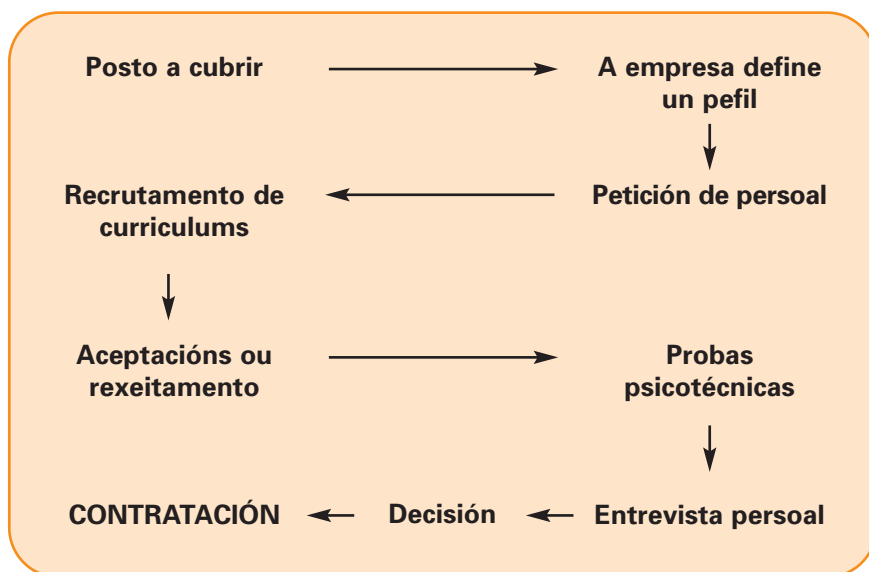 Posto a cubrir
A empresa define
un pefil
Petición de persoal
Recrutamento de
curriculums
Aceptacións ou
rexeitamento
Probas
psicotécnicas
Entrevista persoal
Decisión
CONTRATACIÓN